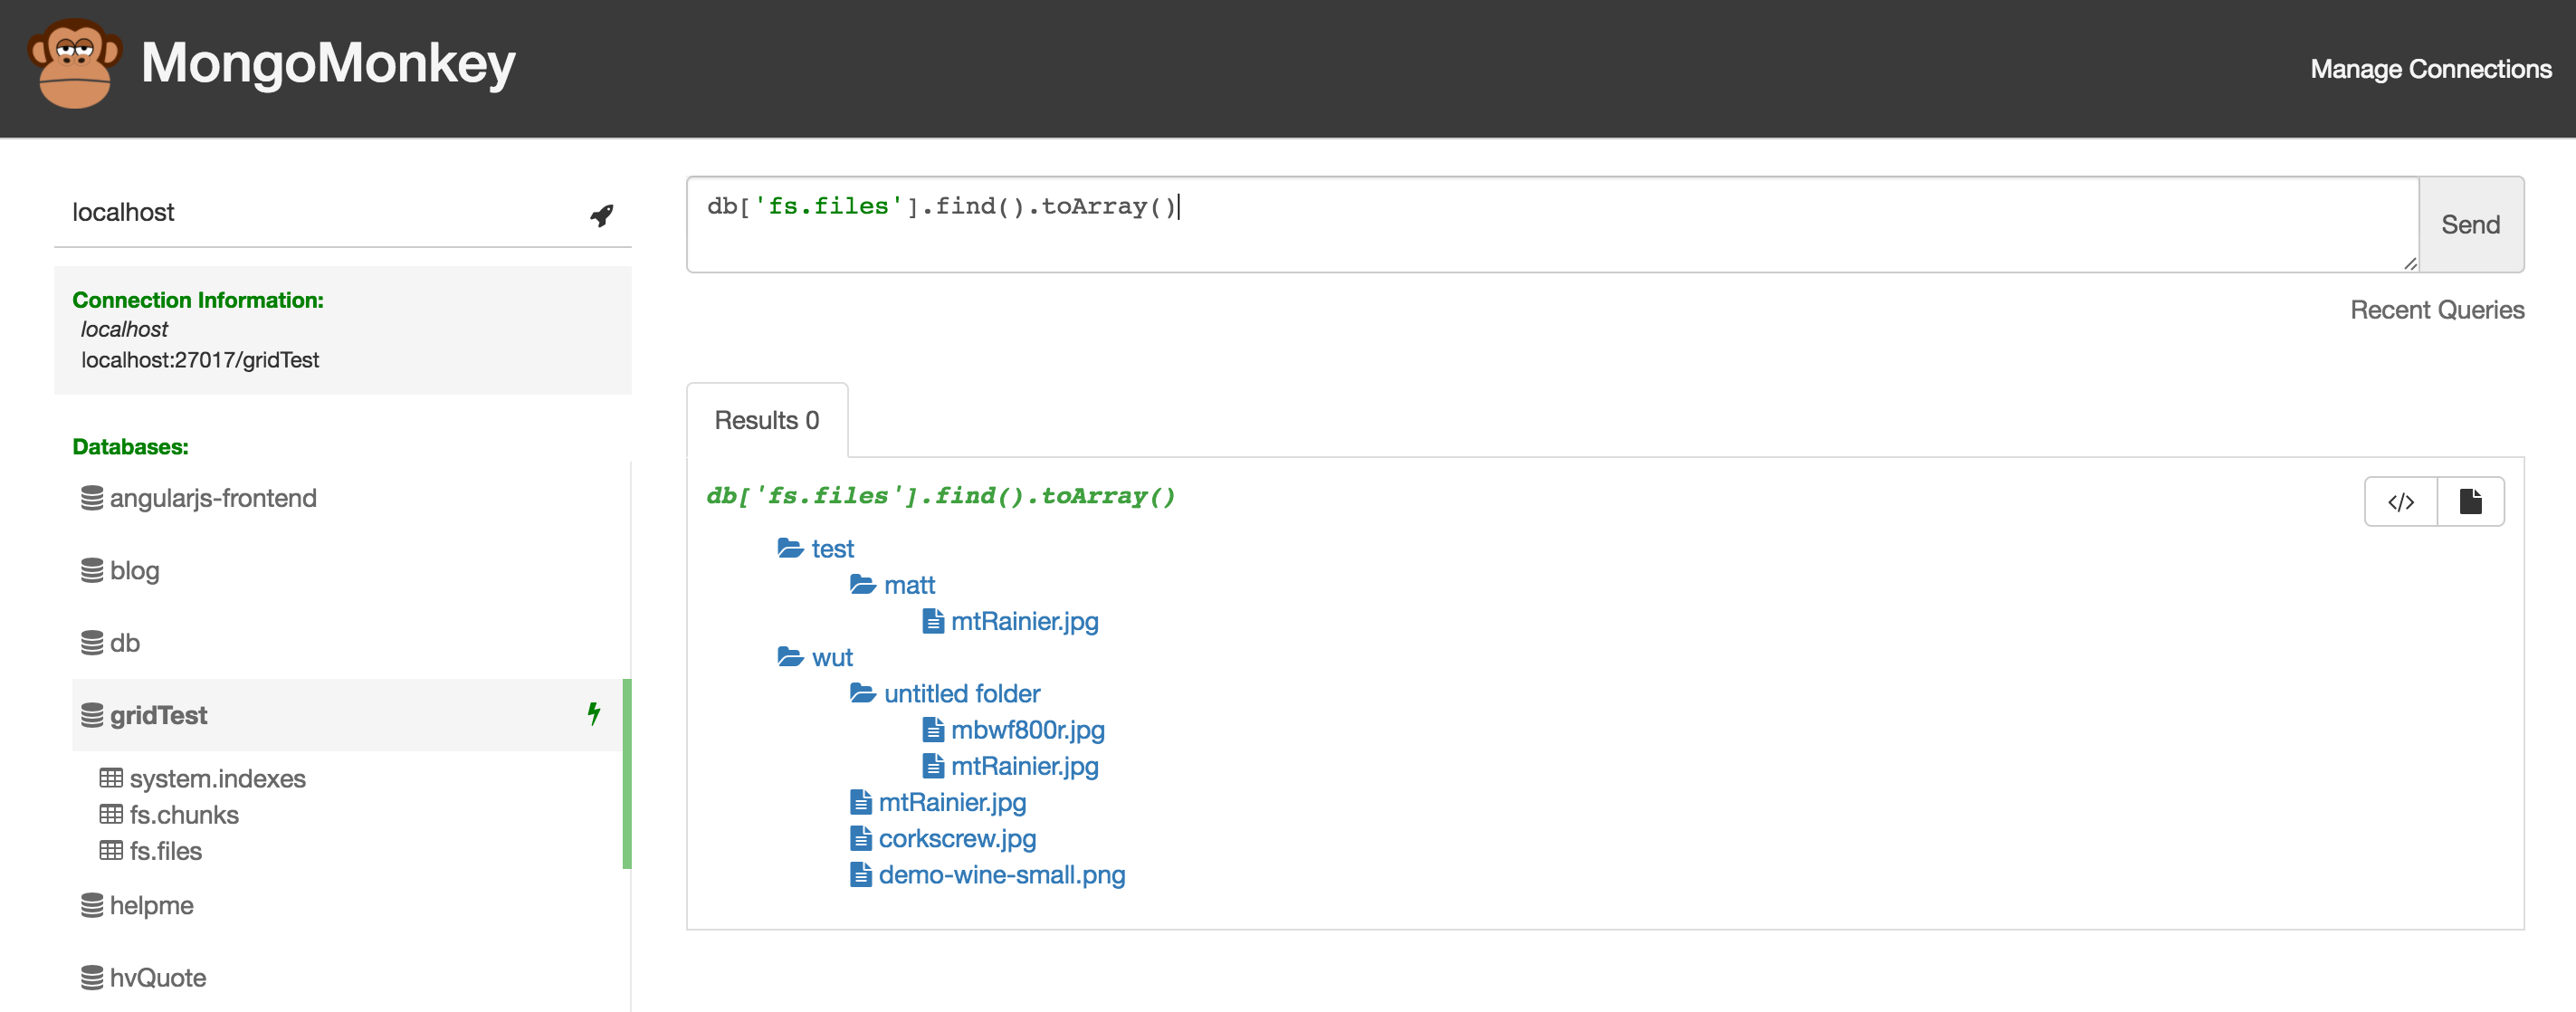 MongoMonkey
Manage Connections
localhost
Connection Information:
localhost
localhost:27017/gridTest
Databases:
angularjs-frontend
blog
db
gridTest
system.indexes
fs.chunks
fs.files
helpme
hvQuote
db['fs.files'].find().toArray()
Send
Recent Queries
Results 0
db['fs.files'].find().toArray()
</>
test
matt
mtRainier.jpg
wut
untitled folder
mbwf800r.jpg
mtRainier.jpg
mtRainier.jpg
corkscrew.jpg
demo-wine-small.png